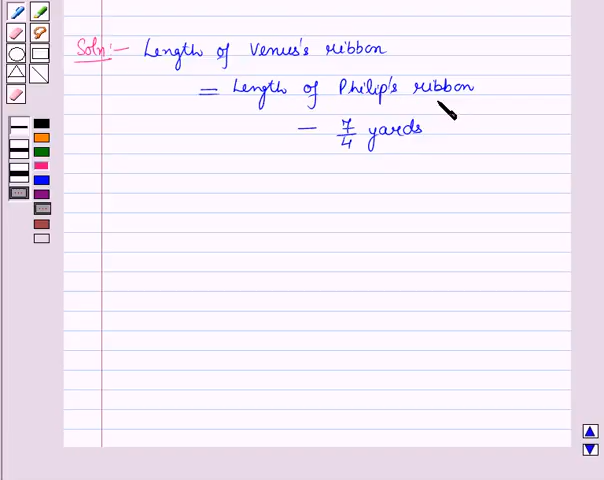 Soln:- Length of Venus's ribbon
= Length of Philip's ribbon
- 7/4 yards